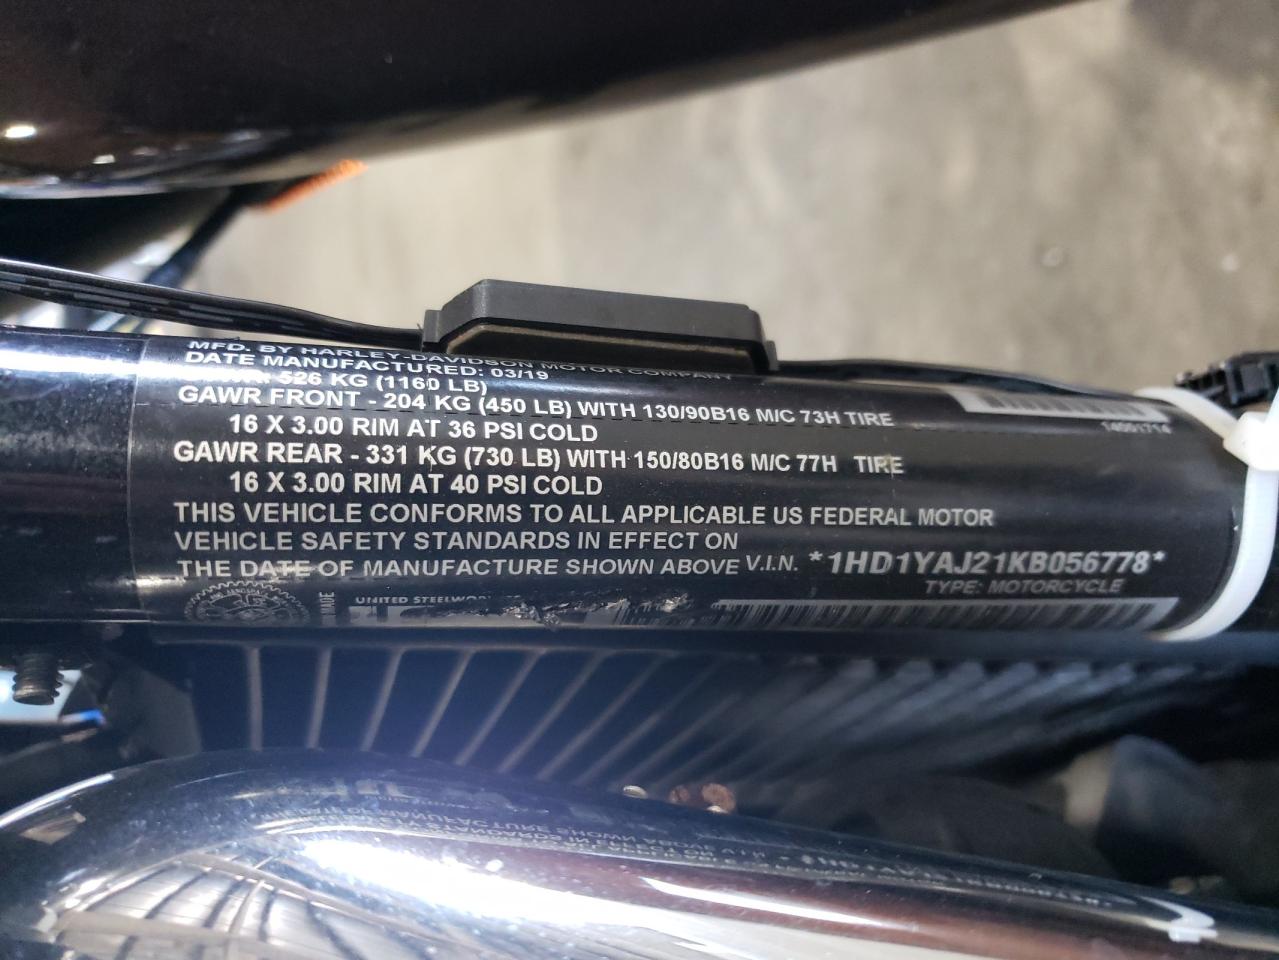 MFD. BY HARLEY-DAVIDSON MOTOR COMPANY
DATE MANUFACTURED: 03/19
526 KG (1160 LB)
GAWR FRONT - 204 KG (450 LB) WITH 130/90B16 M/C 73H TIRE
16 X 3.00 RIM AT 36 PSI COLD
GAWR REAR - 331 KG (730 LB) WITH 150/80B16 M/C 77H TIRE
16 X 3.00 RIM AT 40 PSI COLD
THIS VEHICLE CONFORMS TO ALL APPLICABLE US FEDERAL MOTOR
VEHICLE SAFETY STANDARDS IN EFFECT ON
THE DATE OF MANUFACTURE SHOWN ABOVE V.I.N. *1HD1YAJ21KB056778*
TYPE: MOTORCYCLE
14001714
MADE
UNITED